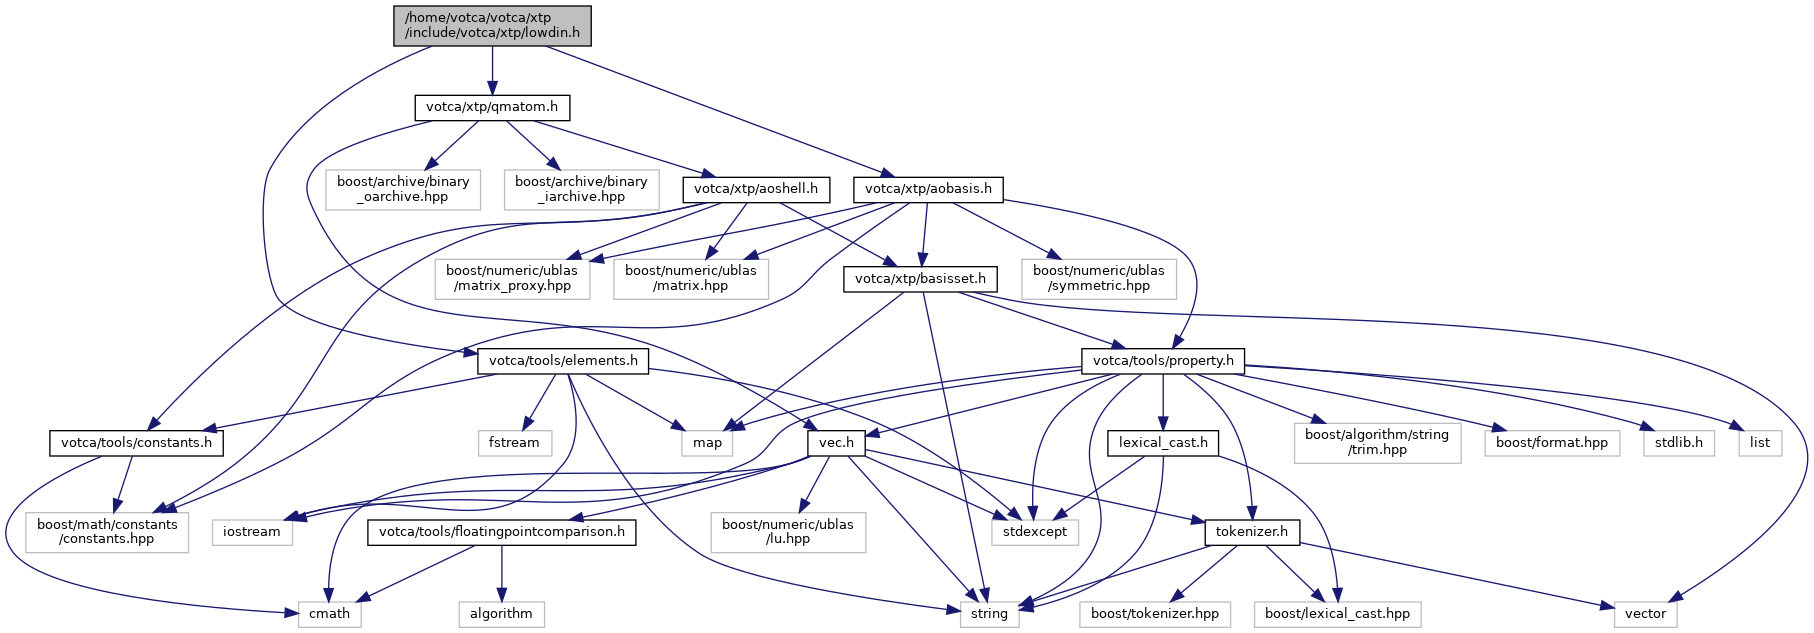 /home/votca/votca/xtp
/include/votca/xtp/lowdin.h
votca/xtp/qmatom.h
boost/archive/binary
_oarchive.hpp
boost/archive/binary
_iarchive.hpp
votca/xtp/aoshell.h
votca/xtp/aobasis.h
boost/numeric/ublas
/matrix_proxy.hpp
boost/numeric/ublas
/matrix.hpp
votca/xtp/basisset.h
boost/numeric/ublas
/symmetric.hpp
votca/tools/elements.h
votca/tools/property.h
votca/tools/constants.h
fstream
map
vec.h
lexical_cast.h
boost/algorithm/string
/trim.hpp
boost/format.hpp
stdlib.h
list
boost/math/constants
/constants.hpp
iostream
votca/tools/floatingpointcomparison.h
boost/numeric/ublas
/lu.hpp
stdexcept
tokenizer.h
cmath
algorithm
string
boost/tokenizer.hpp
boost/lexical_cast.hpp
vector